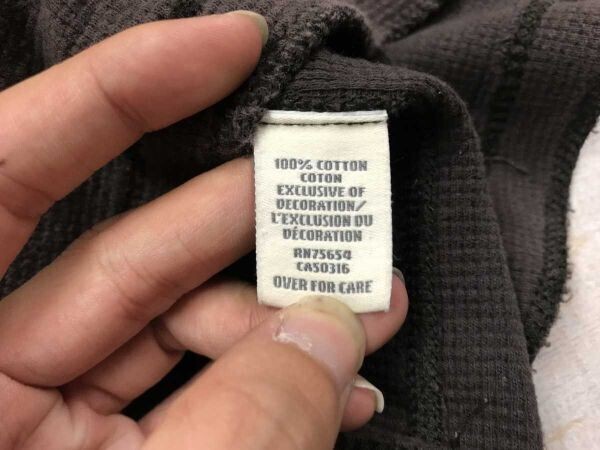 100% COTTON
COTON
EXCLUSIVE OF
DECORATION/
L'EXCLUSION DU
DÉCORATION
RN75654
CA50316
OVER FOR CARE